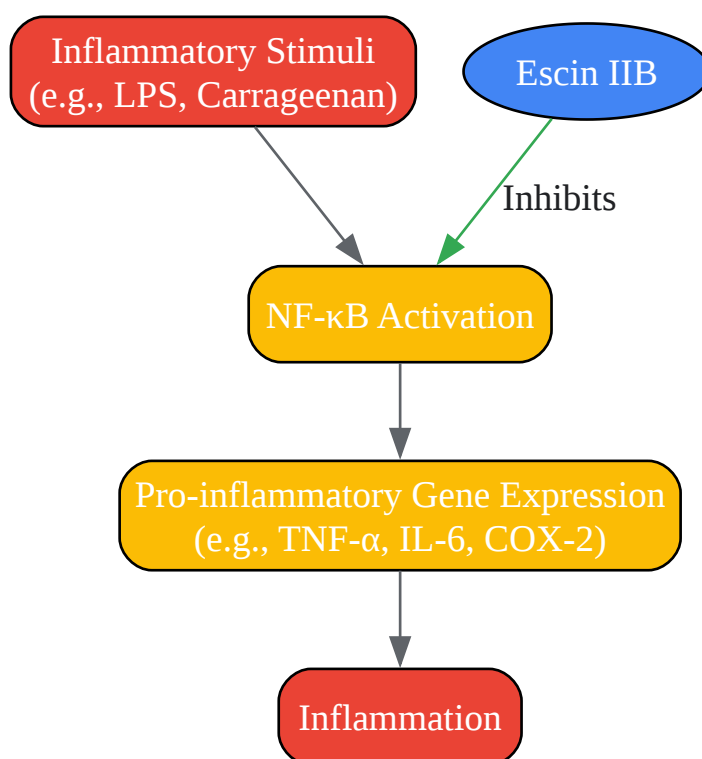 Inflammatory Stimuli
(e.g., LPS, Carrageenan)
Escin IIB
Inhibits
NF-κB Activation
Pro-inflammatory Gene Expression
(e.g., TNF-α, IL-6, COX-2)
Inflammation